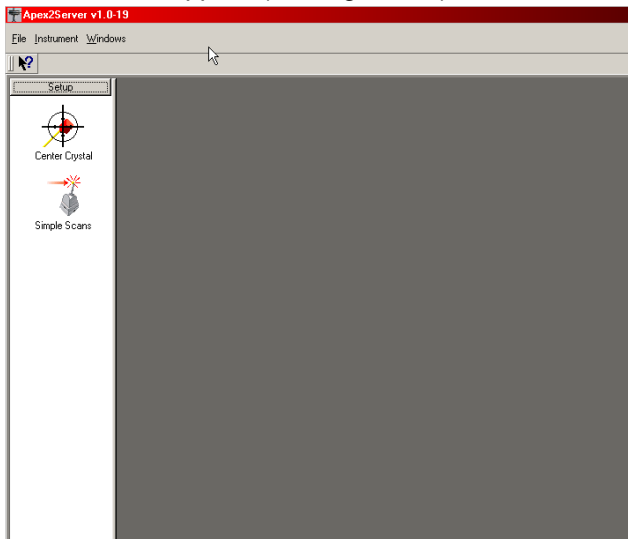 Apex2Server v1.0-19
File Instrument Windows
Setup
Center Crystal
Simple Scans